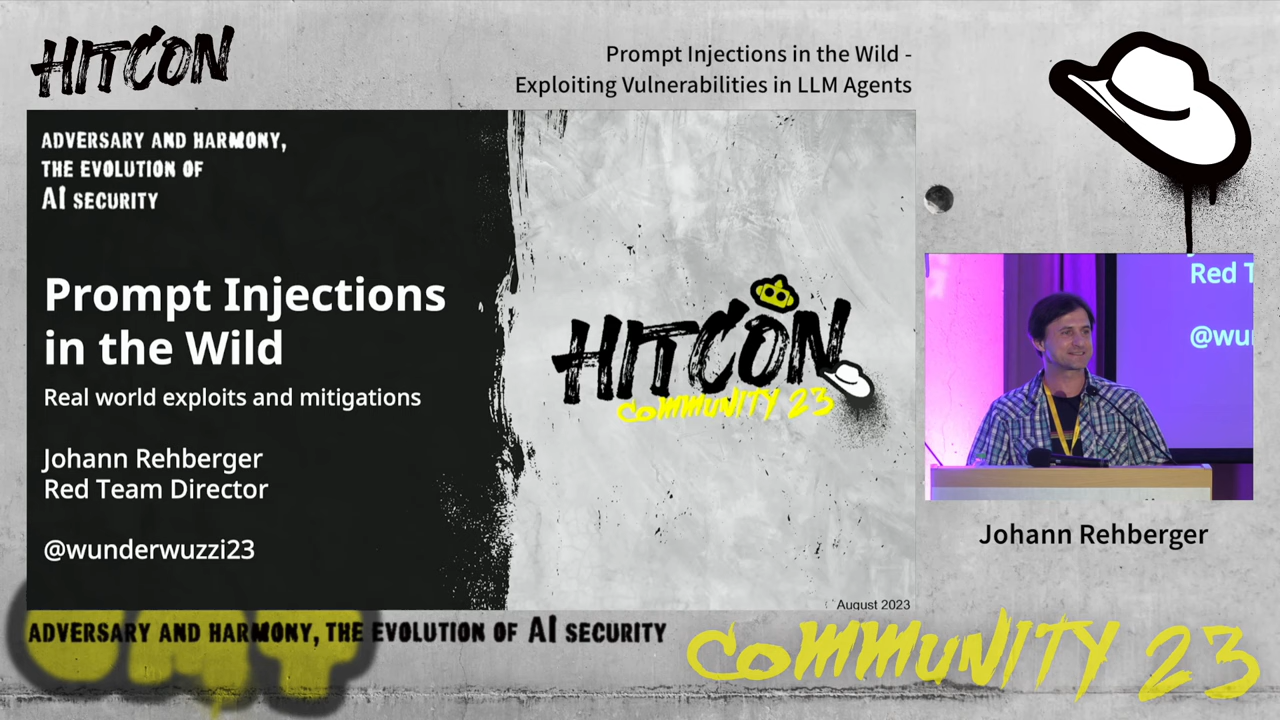 HITCON
Prompt Injections in the Wild -
Exploiting Vulnerabilities in LLM Agents
ADVERSARY AND HARMONY,
THE EVOLUTION OF
AI SECURITY
Prompt Injections
in the Wild
Real world exploits and mitigations
Johann Rehberger
Red Team Director
@wunderwuzzi23
HITCON
COMMUNITY 23
August 2023
Red T
@wu
Johann Rehberger
ADVERSARY AND HARMONY, THE EVOLUTION OF AI SECURITY
COMMUNITY 23